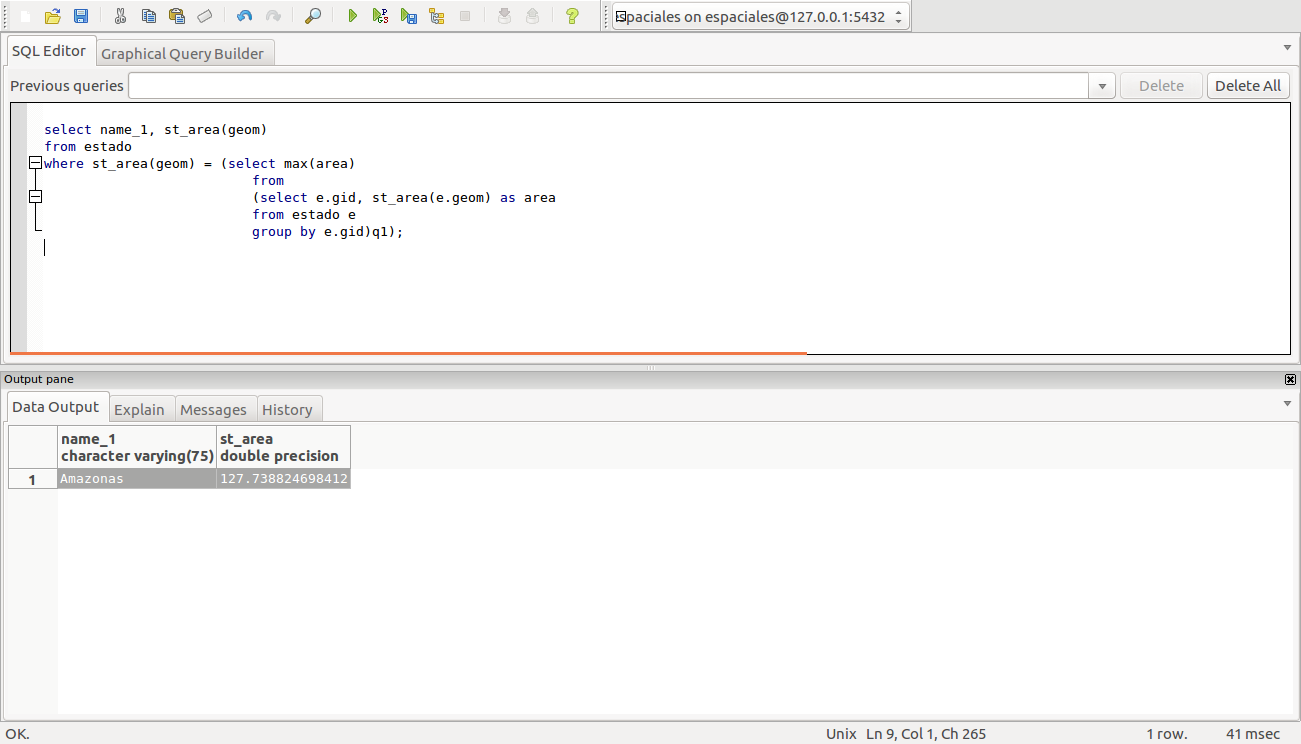 espaciales on espaciales@127.0.0.1:5432
SQL Editor
Graphical Query Builder
Previous queries
Delete
Delete All
select name_1, st_area(geom)
from estado
where st_area(geom) = (select max(area)
from
(select e.gid, st_area(e.geom) as area
from estado e
group by e.gid)q1);
Output pane
Data Output
Explain
Messages
History
name_1
character varying(75)
st_area
double precision
1
Amazonas
127.738824698412
OK.
Unix
Ln 9, Col 1, Ch 265
1 row.
41 msec